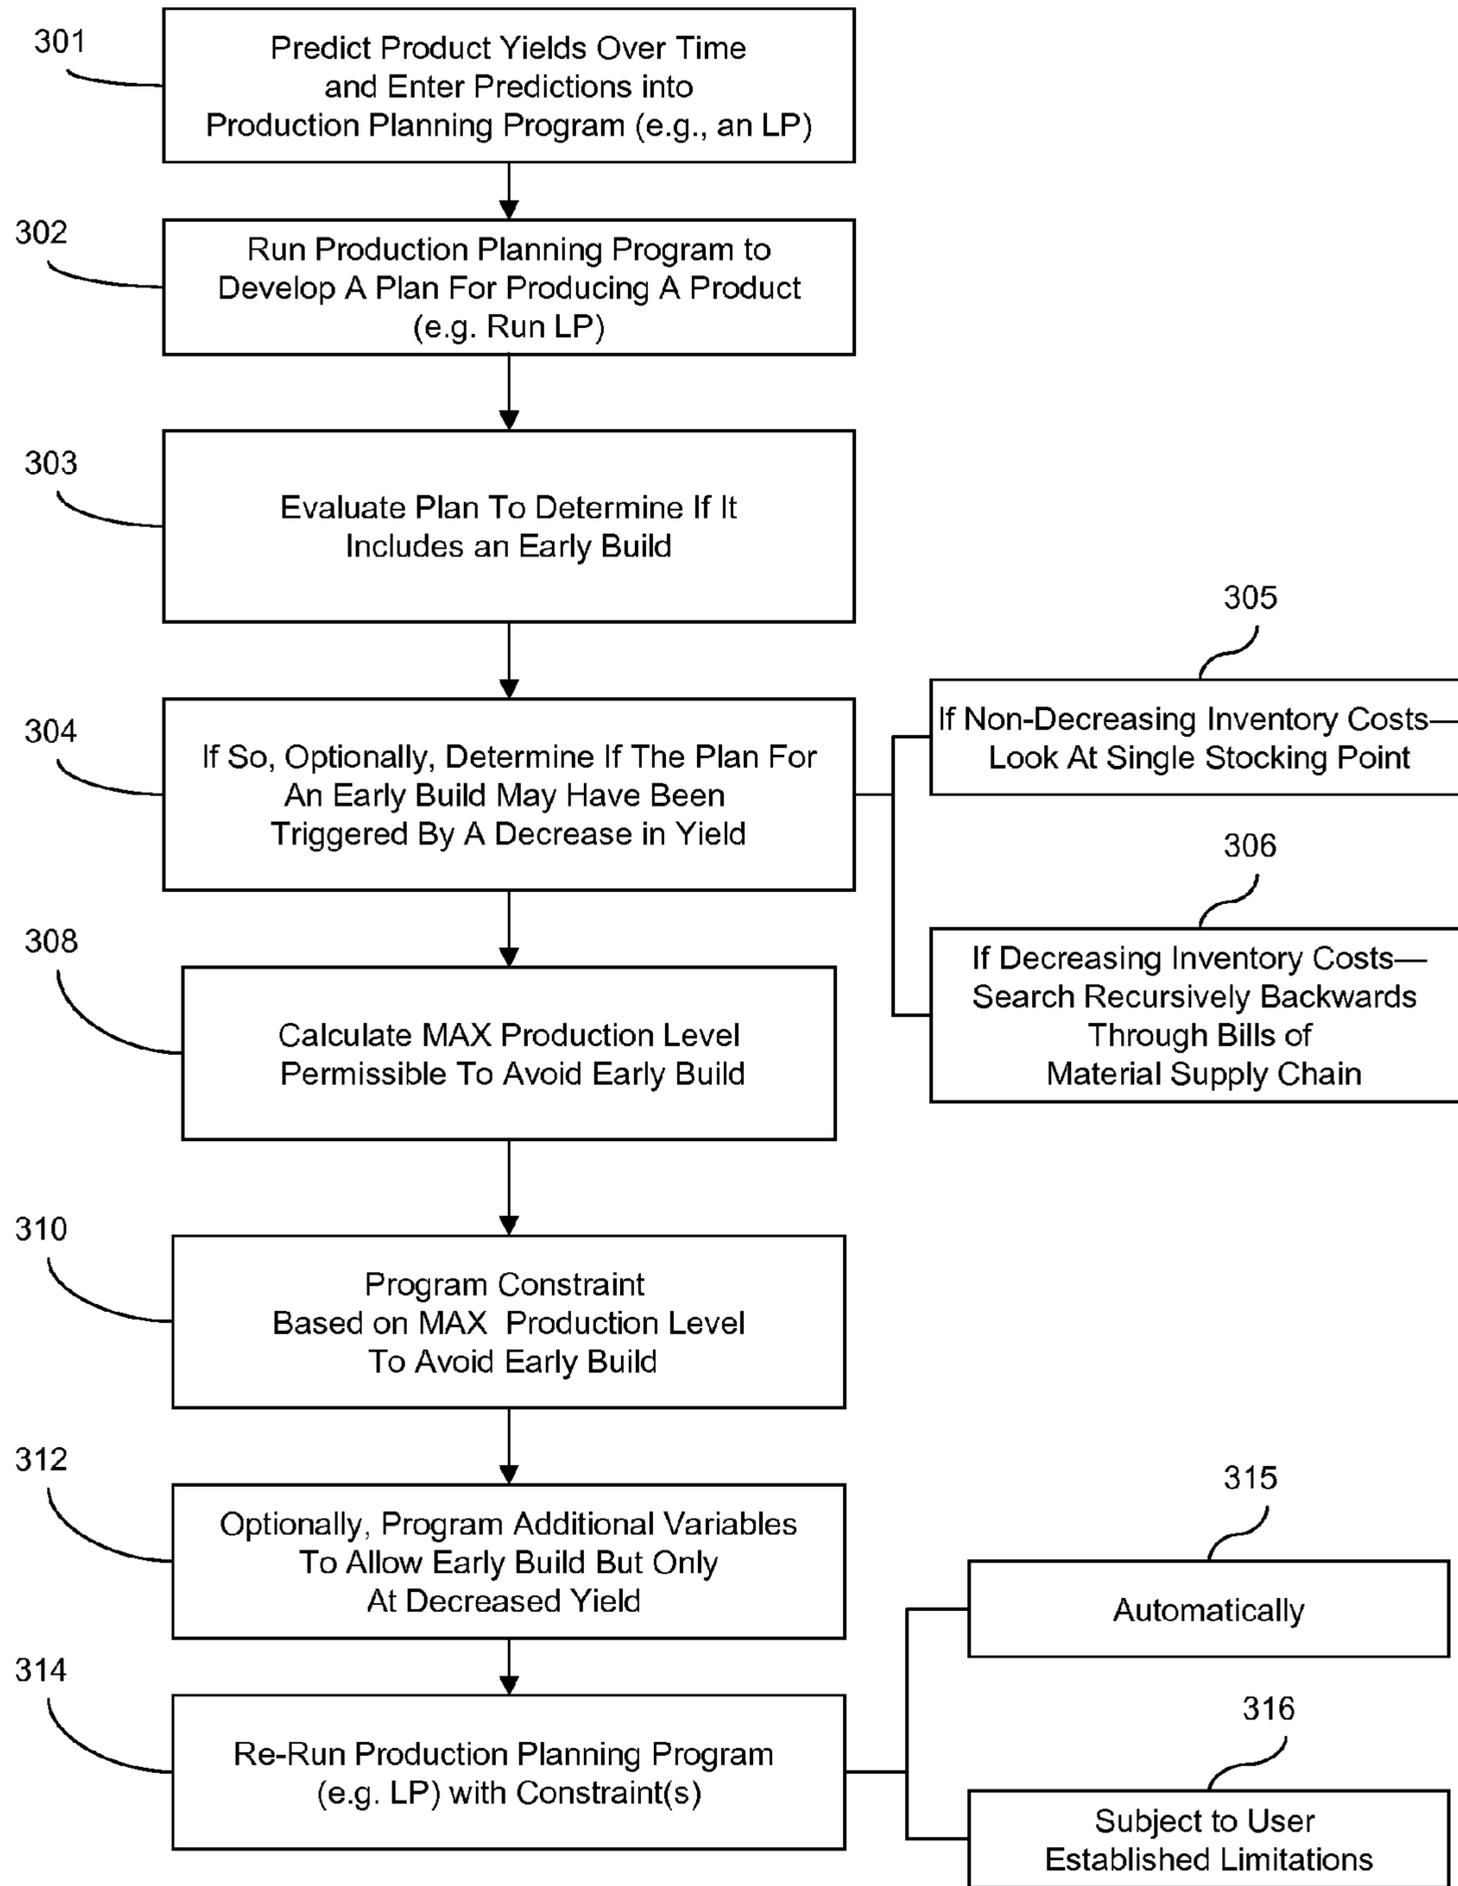 301
Predict Product Yields Over Time
and Enter Predictions into
Production Planning Program (e.g., an LP)
302
Run Production Planning Program to
Develop A Plan For Producing A Product
(e.g. Run LP)
303
Evaluate Plan To Determine If It
Includes an Early Build
304
If So, Optionally, Determine If The Plan For
An Early Build May Have Been
Triggered By A Decrease in Yield
305
If Non-Decreasing Inventory Costs—
Look At Single Stocking Point
306
If Decreasing Inventory Costs—
Search Recursively Backwards
Through Bills of
Material Supply Chain
308
Calculate MAX Production Level
Permissible To Avoid Early Build
310
Program Constraint
Based on MAX Production Level
To Avoid Early Build
312
Optionally, Program Additional Variables
To Allow Early Build But Only
At Decreased Yield
314
Re-Run Production Planning Program
(e.g. LP) with Constraint(s)
315
Automatically
316
Subject to User
Established Limitations